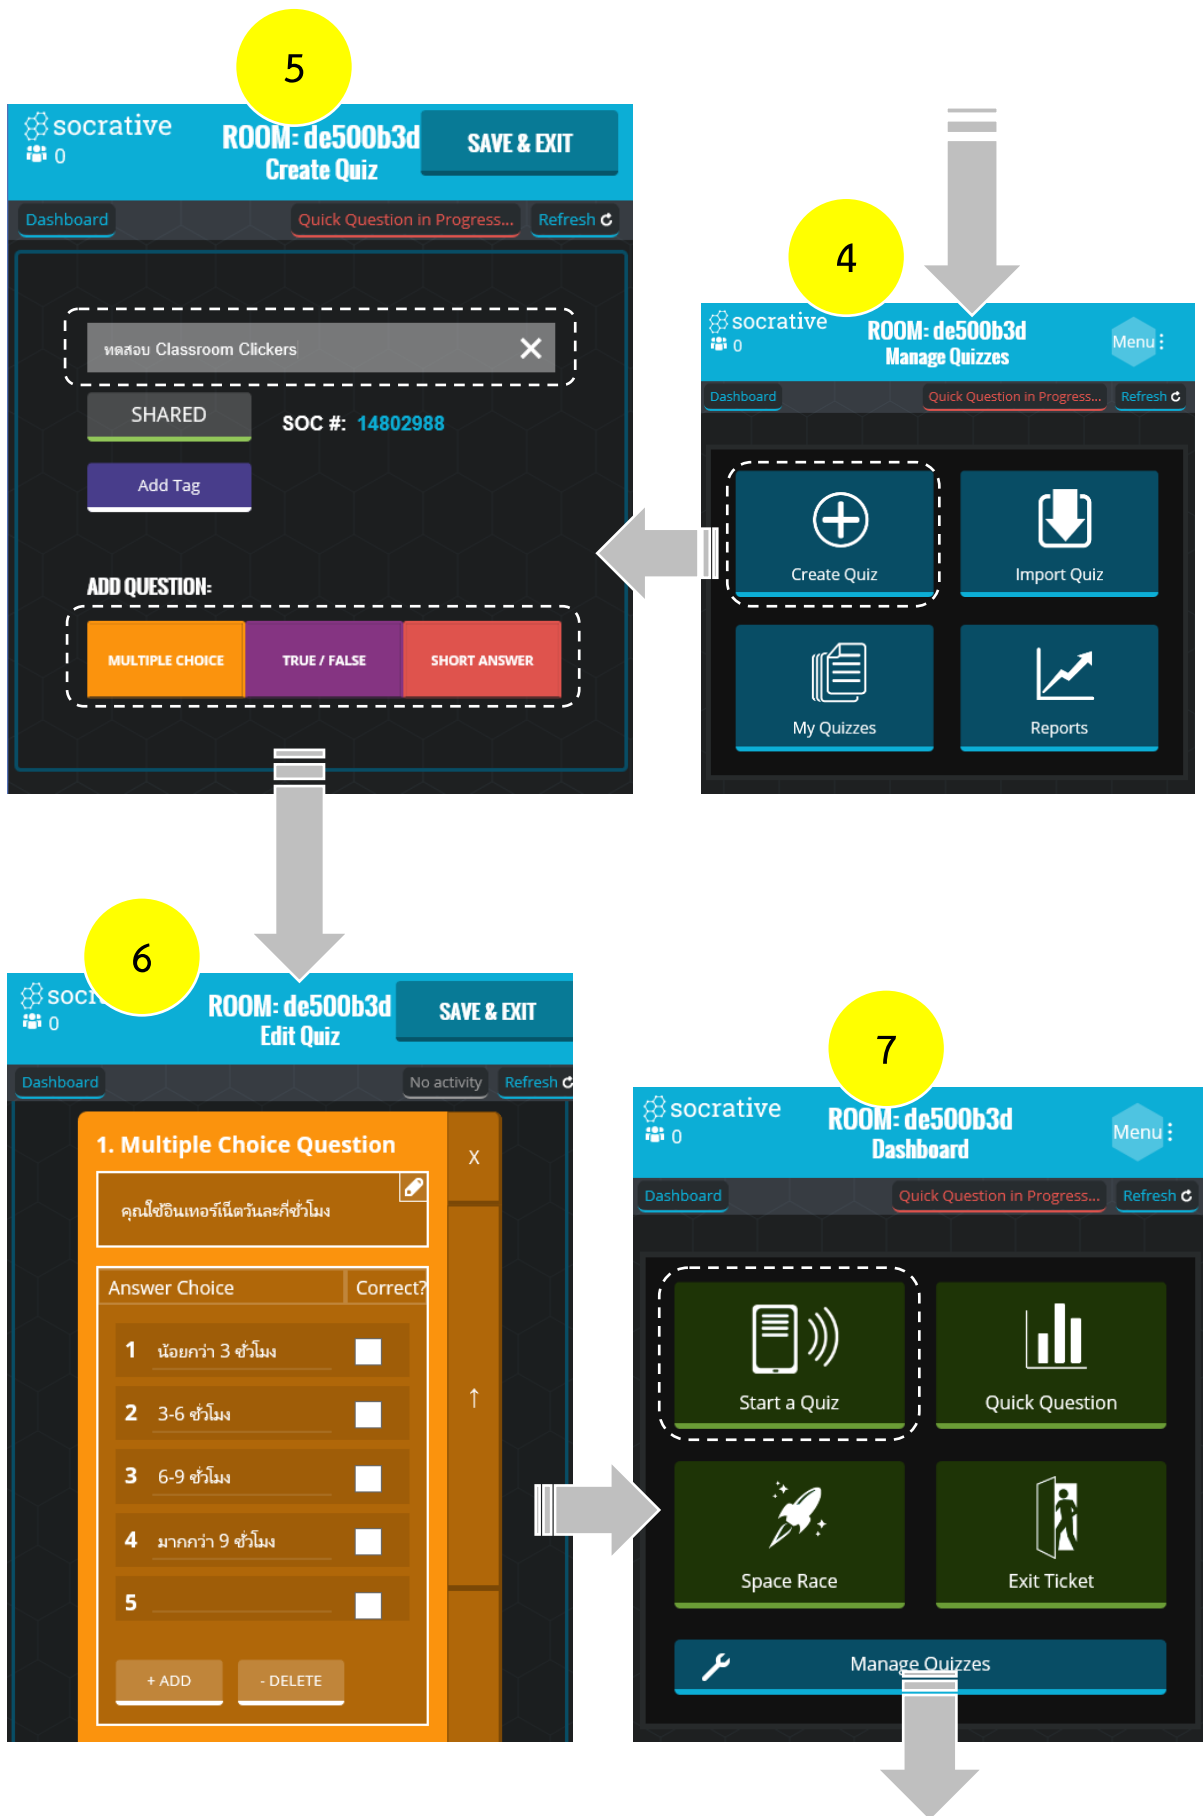 5
socrative
0
ROOM: de500b3d
Create Quiz
SAVE & EXIT
Dashboard
Quick Question in Progress...
Refresh
ทดสอบ Classroom Clickers
SHARED
SOC #: 14802988
Add Tag
ADD QUESTION:
MULTIPLE CHOICE
TRUE / FALSE
SHORT ANSWER
4
socrative
0
ROOM: de500b3d
Manage Quizzes
Menu
Dashboard
Quick Question in Progress...
Refresh
Create Quiz
Import Quiz
My Quizzes
Reports
6
0
ROOM: de500b3d
Edit Quiz
SAVE & EXIT
Dashboard
No activity
Refresh
1. Multiple Choice Question
X
คุณใช้อินเทอร์เน็ตวันละกี่ชั่วโมง
Answer Choice
Correct?
1 น้อยกว่า 3 ชั่วโมง
2 3-6 ชั่วโมง
3 6-9 ชั่วโมง
4 มากกว่า 9 ชั่วโมง
5
+ ADD
- DELETE
7
socrative
0
ROOM: de500b3d
Dashboard
Menu
Dashboard
Quick Question in Progress...
Refresh
Start a Quiz
Quick Question
Space Race
Exit Ticket
Manage Quizzes